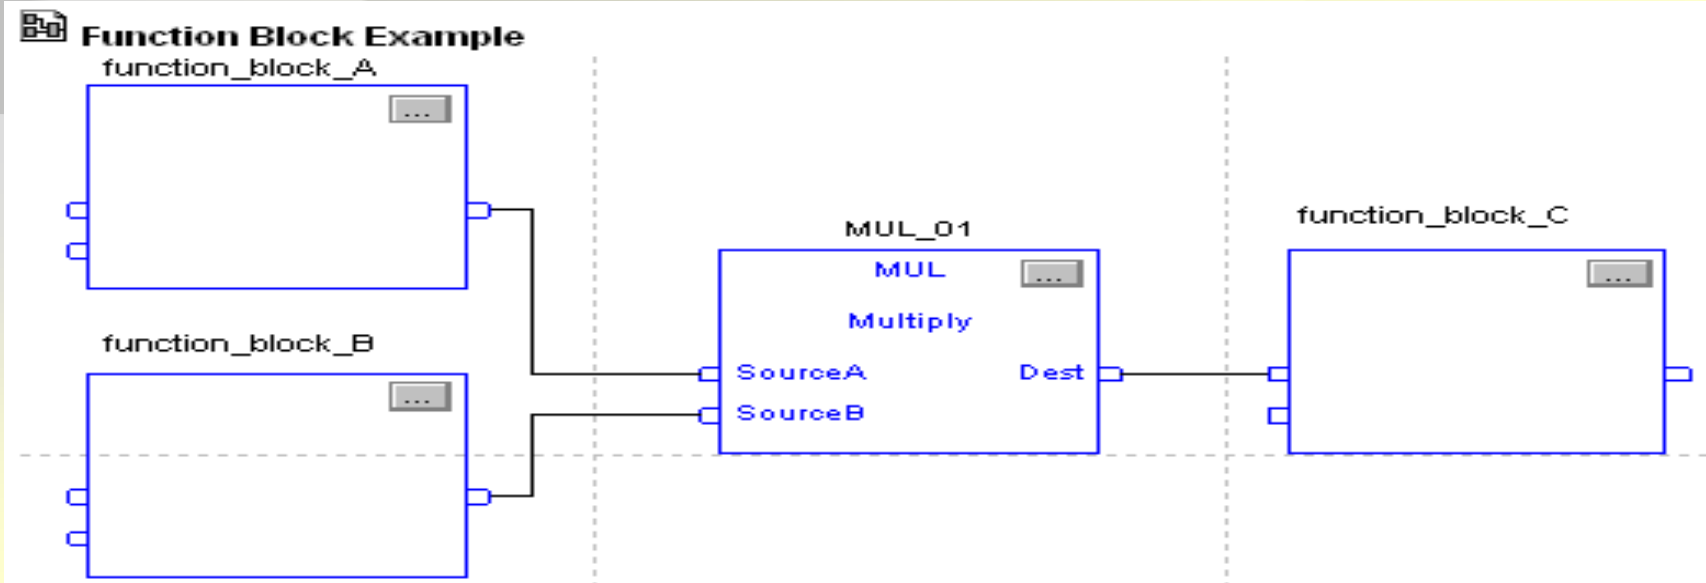 Function Block Example
function_block_A
...
function_block_B
...
MUL_01
MUL
...
Multiply
SourceA Dest
SourceB
function_block_C
...